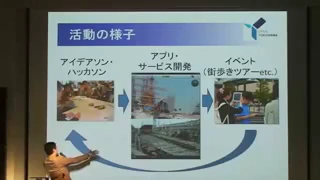 活動の様子
アイデアソン・
ハッカソン
アプリ・
サービス開発
イベント
(街歩きツアーetc.)